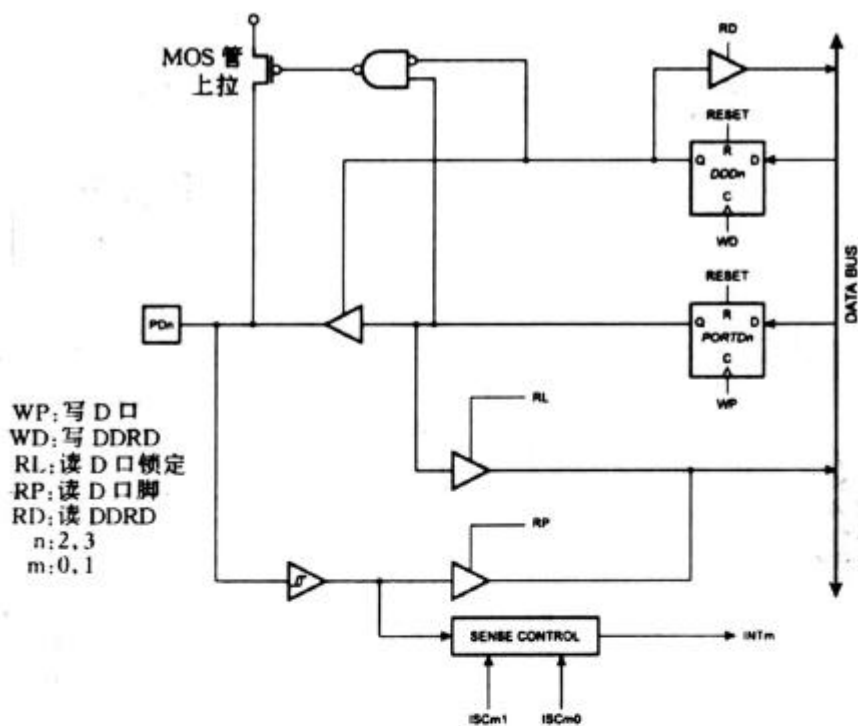 MOS 管
上拉
RD
RESET
R
Q
D
DDDn
C
WD
RESET
R
Q
D
PORTDn
C
WP
DATA BUS
PDn
RL
RP
WP:写 D 口
WD:写 DDRD
RL:读 D 口锁定
RP:读 D 口脚
RD:读 DDRD
n:2,3
m:0,1
SENSE CONTROL
INTm
ISCm1
ISCm0